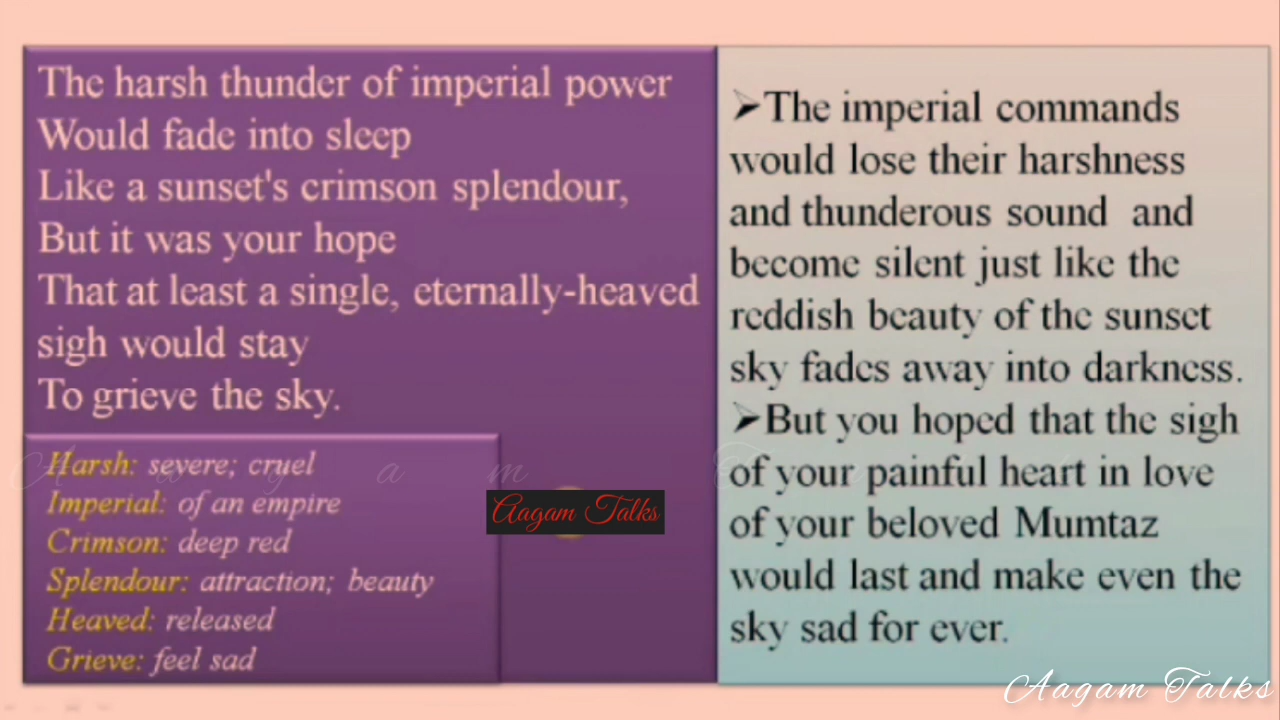 The harsh thunder of imperial power
Would fade into sleep
Like a sunset's crimson splendour,
But it was your hope
That at least a single, eternally-heaved
sigh would stay
To grieve the sky.
Harsh: severe; cruel
Imperial: of an empire
Crimson: deep red
Splendour: attraction; beauty
Heaved: released
Grieve: feel sad
Aagam Talks
➤The imperial commands
would lose their harshness
and thunderous sound and
become silent just like the
reddish beauty of the sunset
sky fades away into darkness.
➤But you hoped that the sigh
of your painful heart in love
of your beloved Mumtaz
would last and make even the
sky sad for ever.
Aagam Talks